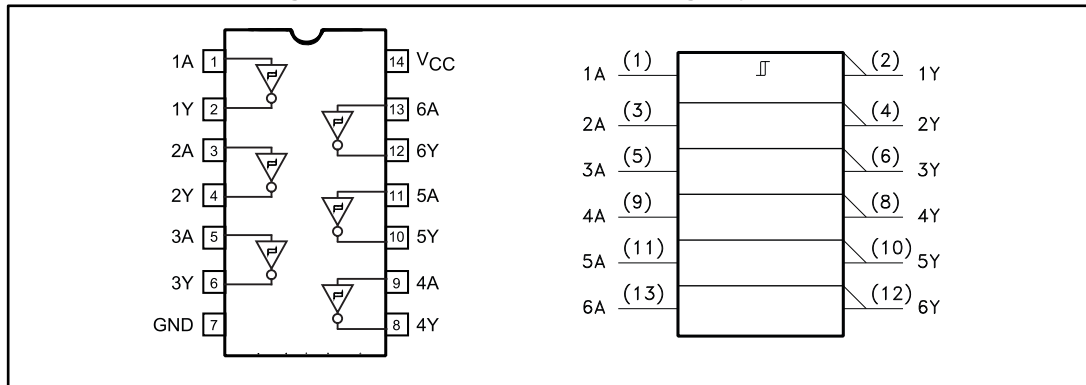 1A 1
1Y 2
2A 3
2Y 4
3A 5
3Y 6
GND 7
14 VCC
13 6A
12 6Y
11 5A
10 5Y
9 4A
8 4Y
1A (1) (2) 1Y
2A (3) (4) 2Y
3A (5) (6) 3Y
4A (9) (8) 4Y
5A (11) (10) 5Y
6A (13) (12) 6Y